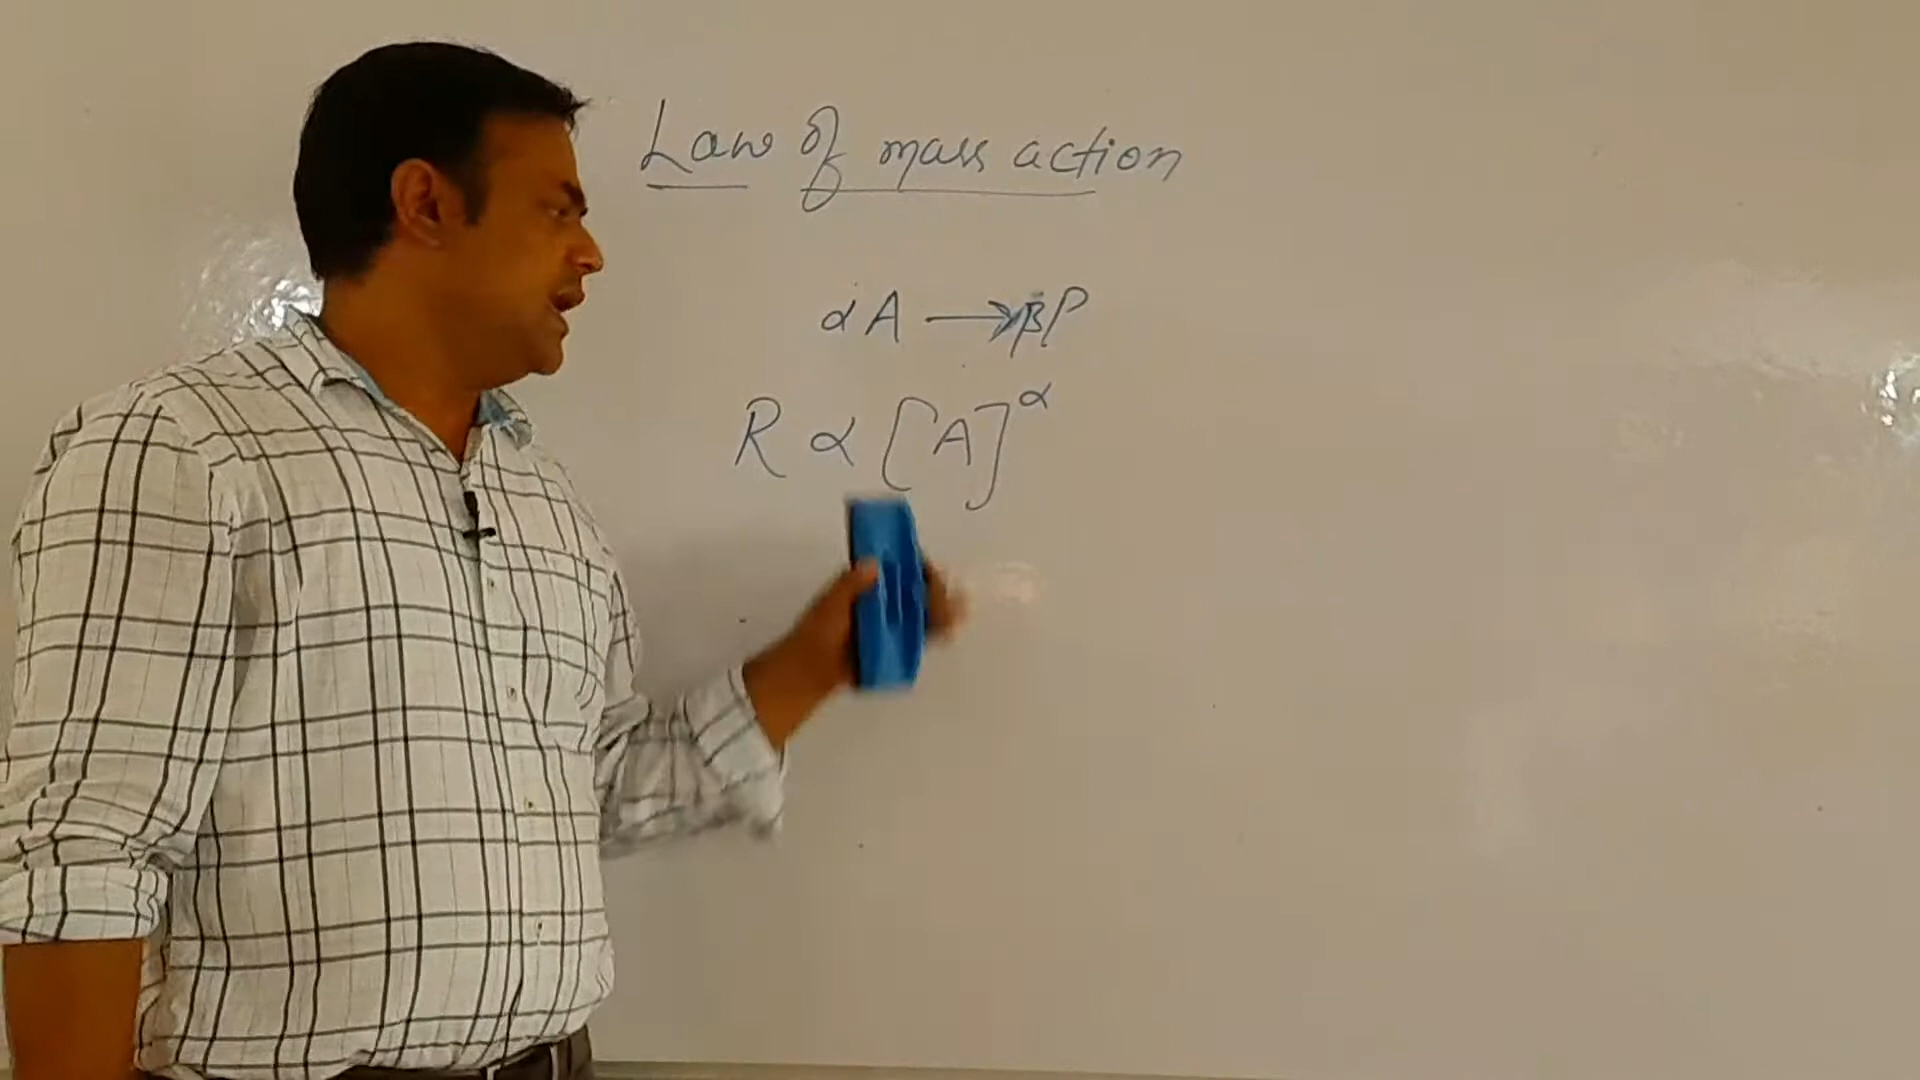 Law of mass action
αA → βP
R α [A]^α